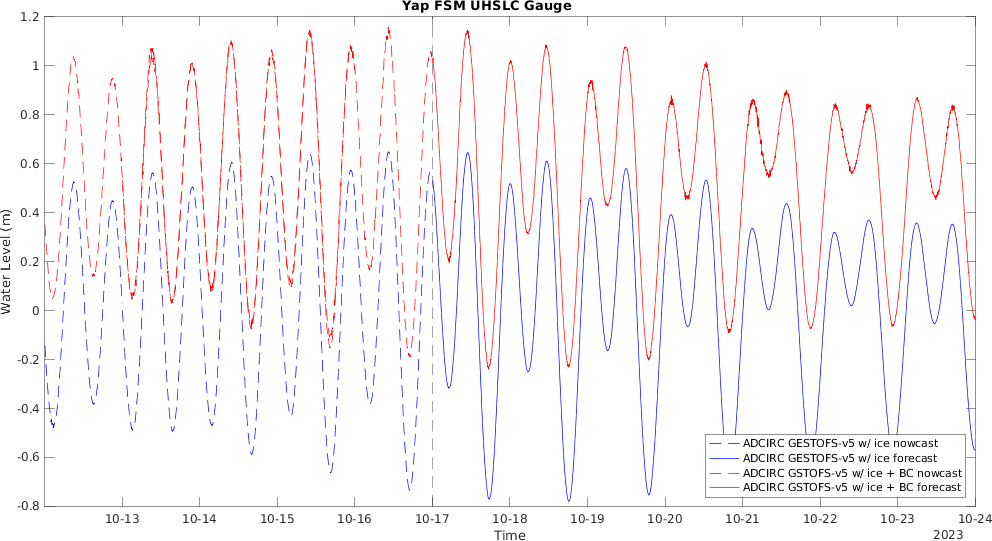 Yap FSM UHSLC Gauge
1.2
1
0.8
0.6
0.4
0.2
0
-0.2
-0.4
-0.6
-0.8
Water Level (m)
ADCIRC GESTOFS-v5 w/ ice nowcast
ADCIRC GESTOFS-v5 w/ ice forecast
ADCIRC GSTOFS-v5 w/ ice + BC nowcast
ADCIRC GSTOFS-v5 w/ ice + BC forecast
10-13 10-14 10-15 10-16 10-17 10-18 10-19 10-20 10-21 10-22 10-23 10-24
Time
2023